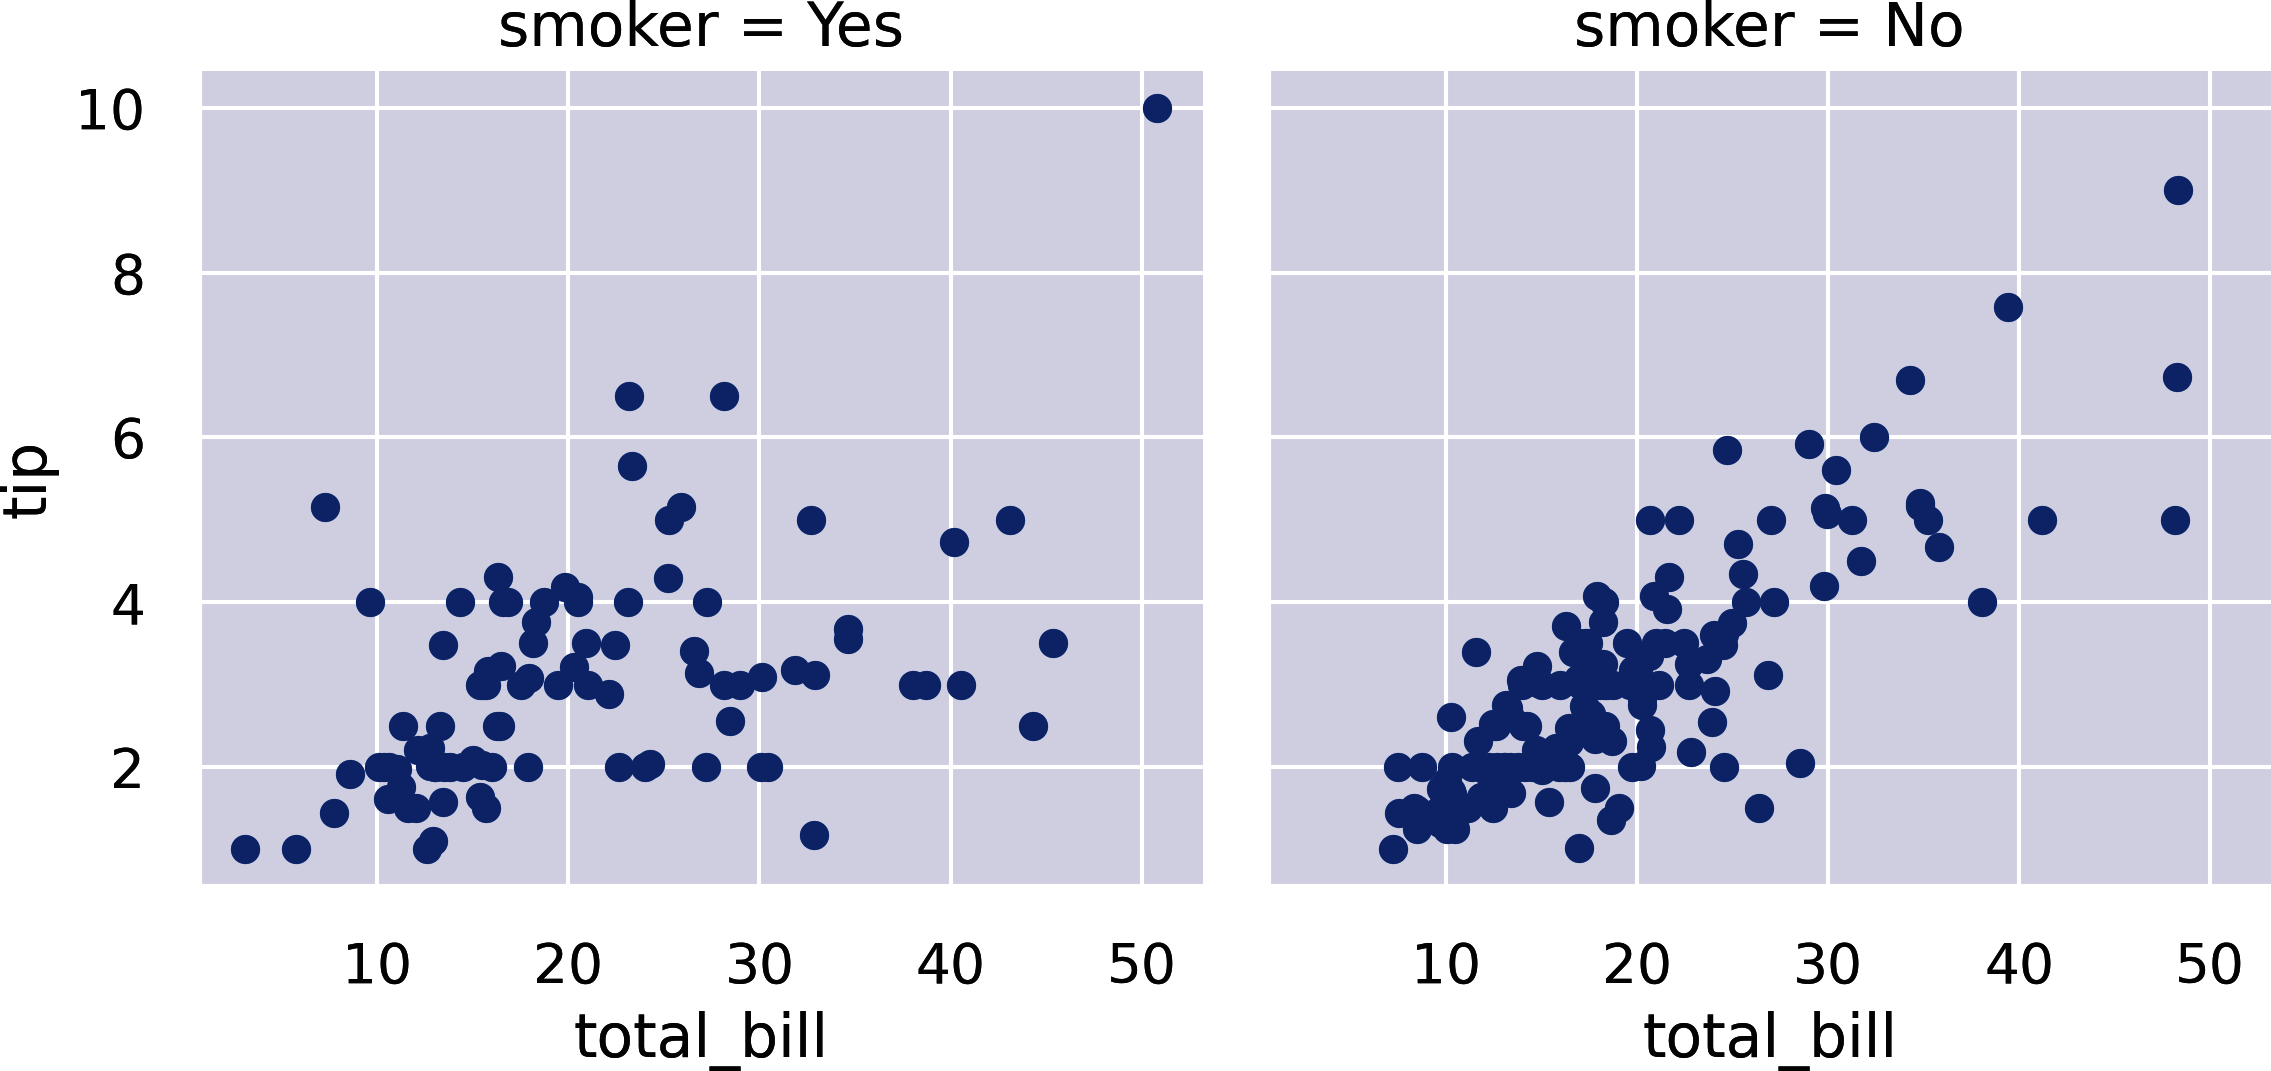 smoker = Yes
smoker = No
tip
10
8
6
4
2
10 20 30 40 50
10 20 30 40 50
total_bill
total_bill